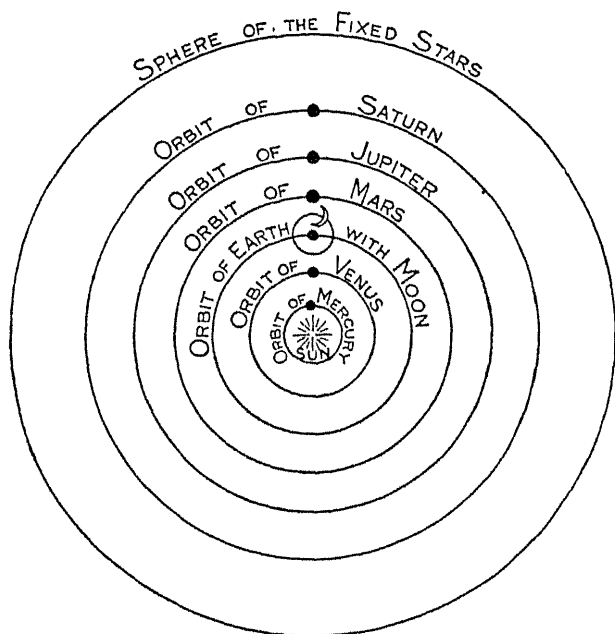 SPHERE OF THE FIXED STARS
ORBIT OF SATURN
ORBIT OF JUPITER
ORBIT OF MARS
ORBIT OF EARTH WITH MOON
ORBIT OF VENUS
ORBIT OF MERCURY
SUN